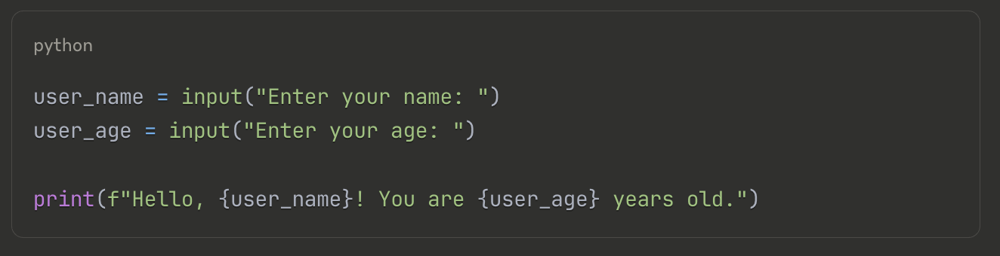 python
user_name = input("Enter your name: ")
user_age = input("Enter your age: ")
print(f"Hello, {user_name}! You are {user_age} years old.")